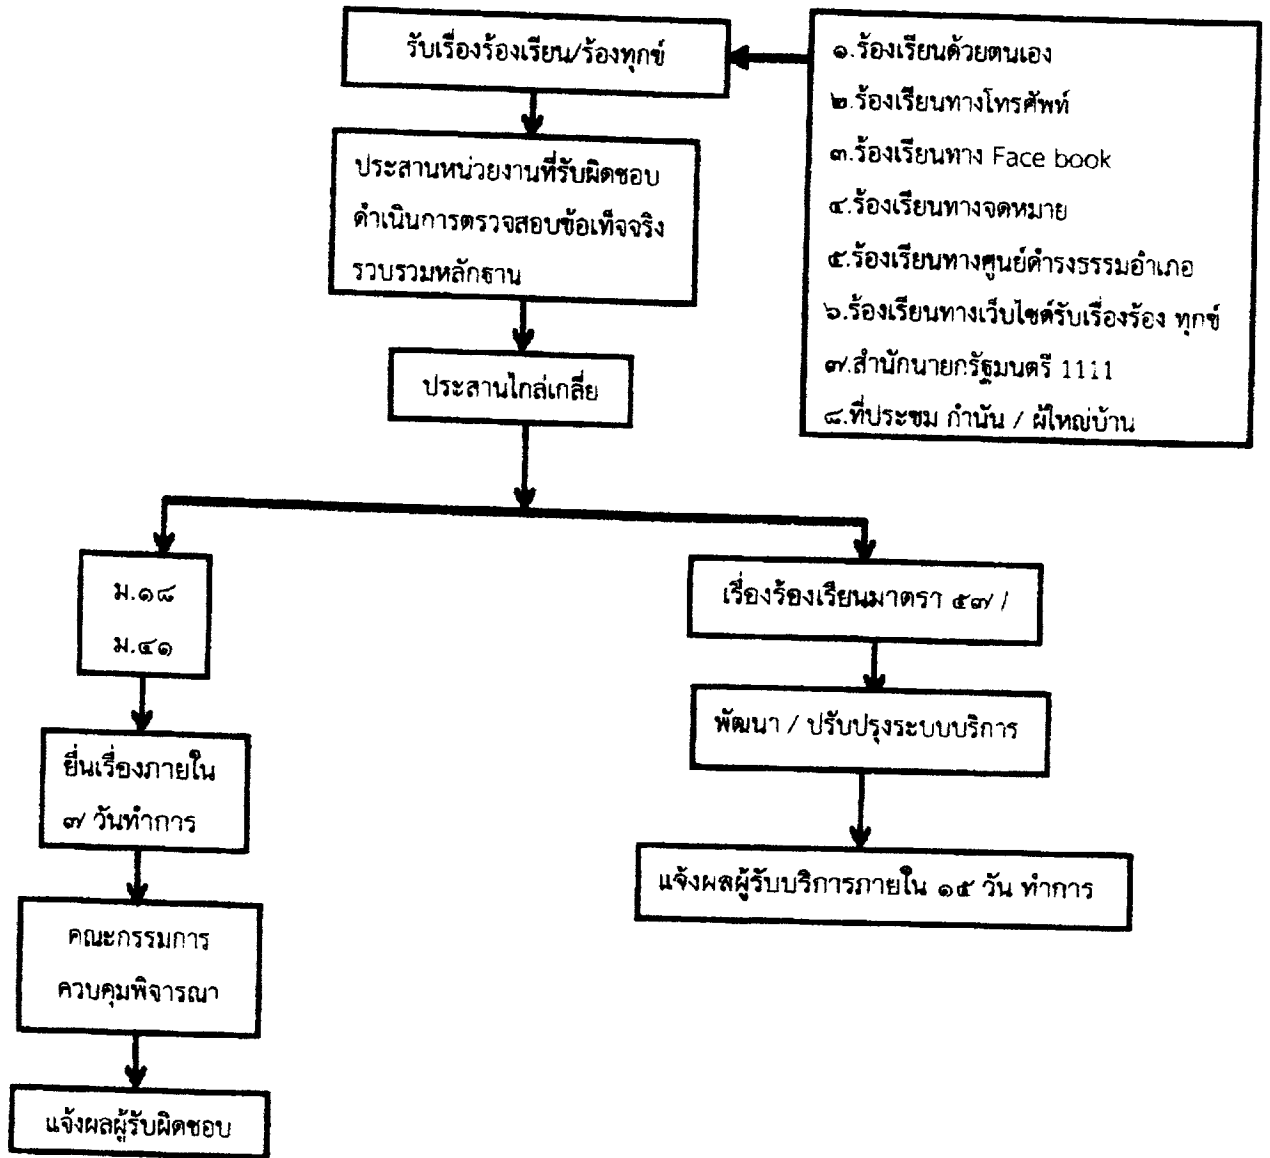 รับเรื่องร้องเรียน/ร้องทุกข์
๑.ร้องเรียนด้วยตนเอง
๒.ร้องเรียนทางโทรศัพท์
๓.ร้องเรียนทาง Face book
๔.ร้องเรียนทางจดหมาย
๕.ร้องเรียนทางศูนย์ดำรงธรรมอำเภอ
๖.ร้องเรียนทางเว็บไซต์รับเรื่องร้อง ทุกข์
๗.สำนักนายกรัฐมนตรี 1111
๘.ที่ประชุม กำนัน / ผู้ใหญ่บ้าน
ประสานหน่วยงานที่รับผิดชอบ
ดำเนินการตรวจสอบข้อเท็จจริง
รวบรวมหลักฐาน
ประสานไกล่เกลี่ย
ม.๑๘
ม.๔๑
ยื่นเรื่องภายใน
๗ วันทำการ
คณะกรรมการ
ควบคุมพิจารณา
แจ้งผลผู้รับผิดชอบ
เรื่องร้องเรียนมาตรา ๕๗ /
พัฒนา / ปรับปรุงระบบบริการ
แจ้งผลผู้รับบริการภายใน ๑๕ วัน ทำการ